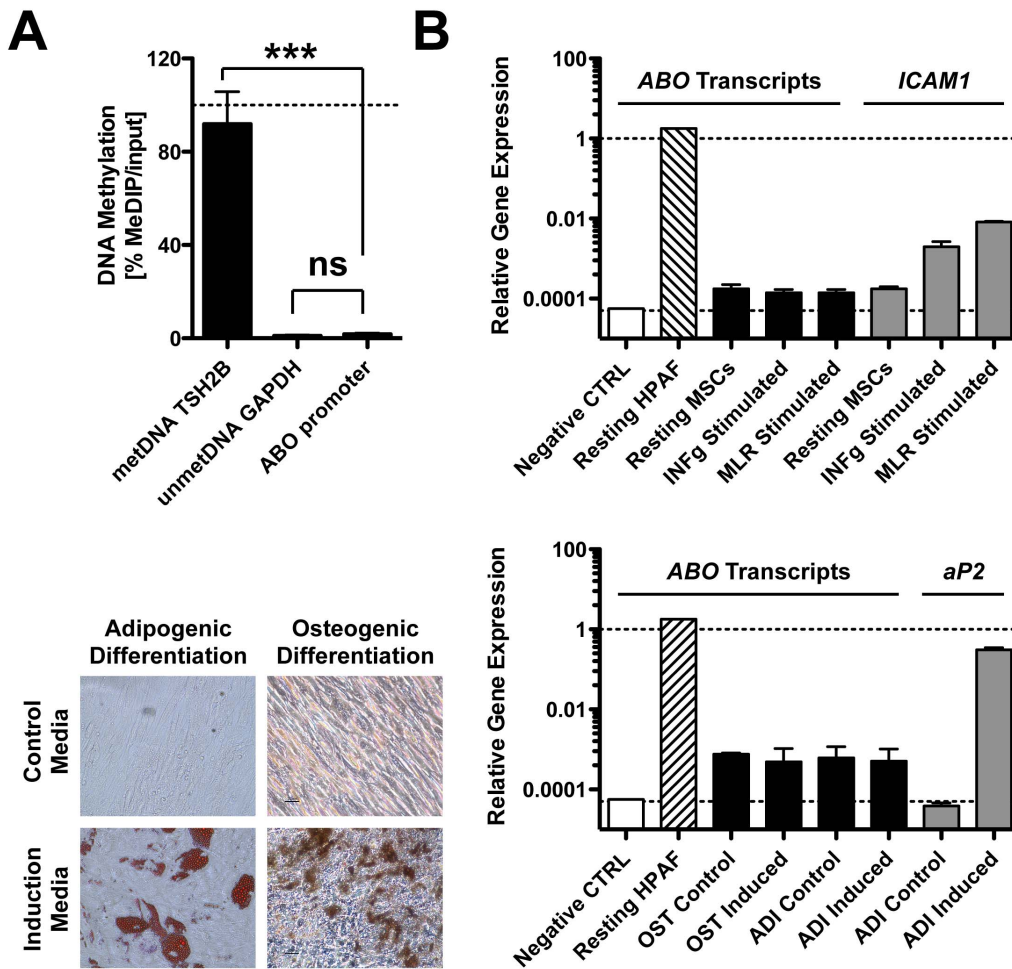 A
120
80
40
0
DNA Methylation
[% MeDIP/input]
***
ns
metDNA TSH2B
unmetDNA GAPDH
ABO promoter
B
100
1
0.01
0.0001
Relative Gene Expression
ABO Transcripts
ICAM1
Negative CTRL
Resting HPAF
Resting MSCs
INFg Stimulated
MLR Stimulated
Resting MSCs
INFg Stimulated
MLR Stimulated
Adipogenic
Differentiation
Osteogenic
Differentiation
Control
Media
Induction
Media
100
1
0.01
0.0001
Relative Gene Expression
ABO Transcripts
aP2
Negative CTRL
Resting HPAF
OST Control
OST Induced
ADI Control
ADI Induced
ADI Control
ADI Induced